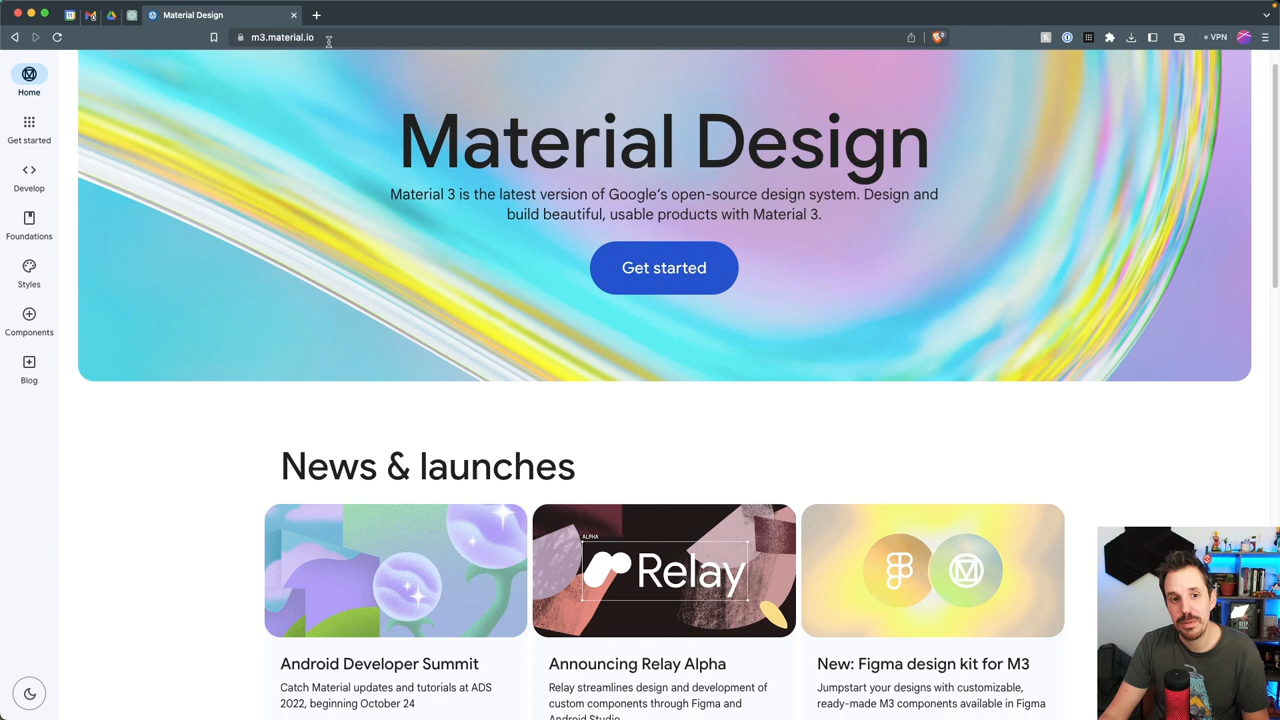 Material Design
m3.material.io
VPN
Home
Get started
Develop
Foundations
Styles
Components
Blog
Material Design
Material 3 is the latest version of Google's open-source design system. Design and
build beautiful, usable products with Material 3.
Get started
News & launches
ALPHA
Relay
Android Developer Summit
Catch Material updates and tutorials at ADS
2022, beginning October 24
Announcing Relay Alpha
Relay streamlines design and development of
custom components through Figma and
Android Studio
New: Figma design kit for M3
Jumpstart your designs with customizable,
ready-made M3 components available in Figma